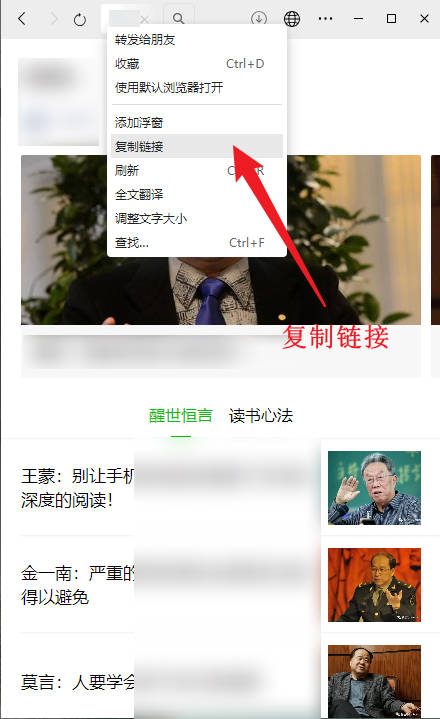 转发给朋友
收藏 Ctrl+D
使用默认浏览器打开
添加浮窗
复制链接
刷新
全文翻译
调整文字大小
查找... Ctrl+F
复制链接
醒世恒言 读书心法
王蒙：别让手机
深度的阅读！
金一南：严重的
得以避免
莫言：人要学会